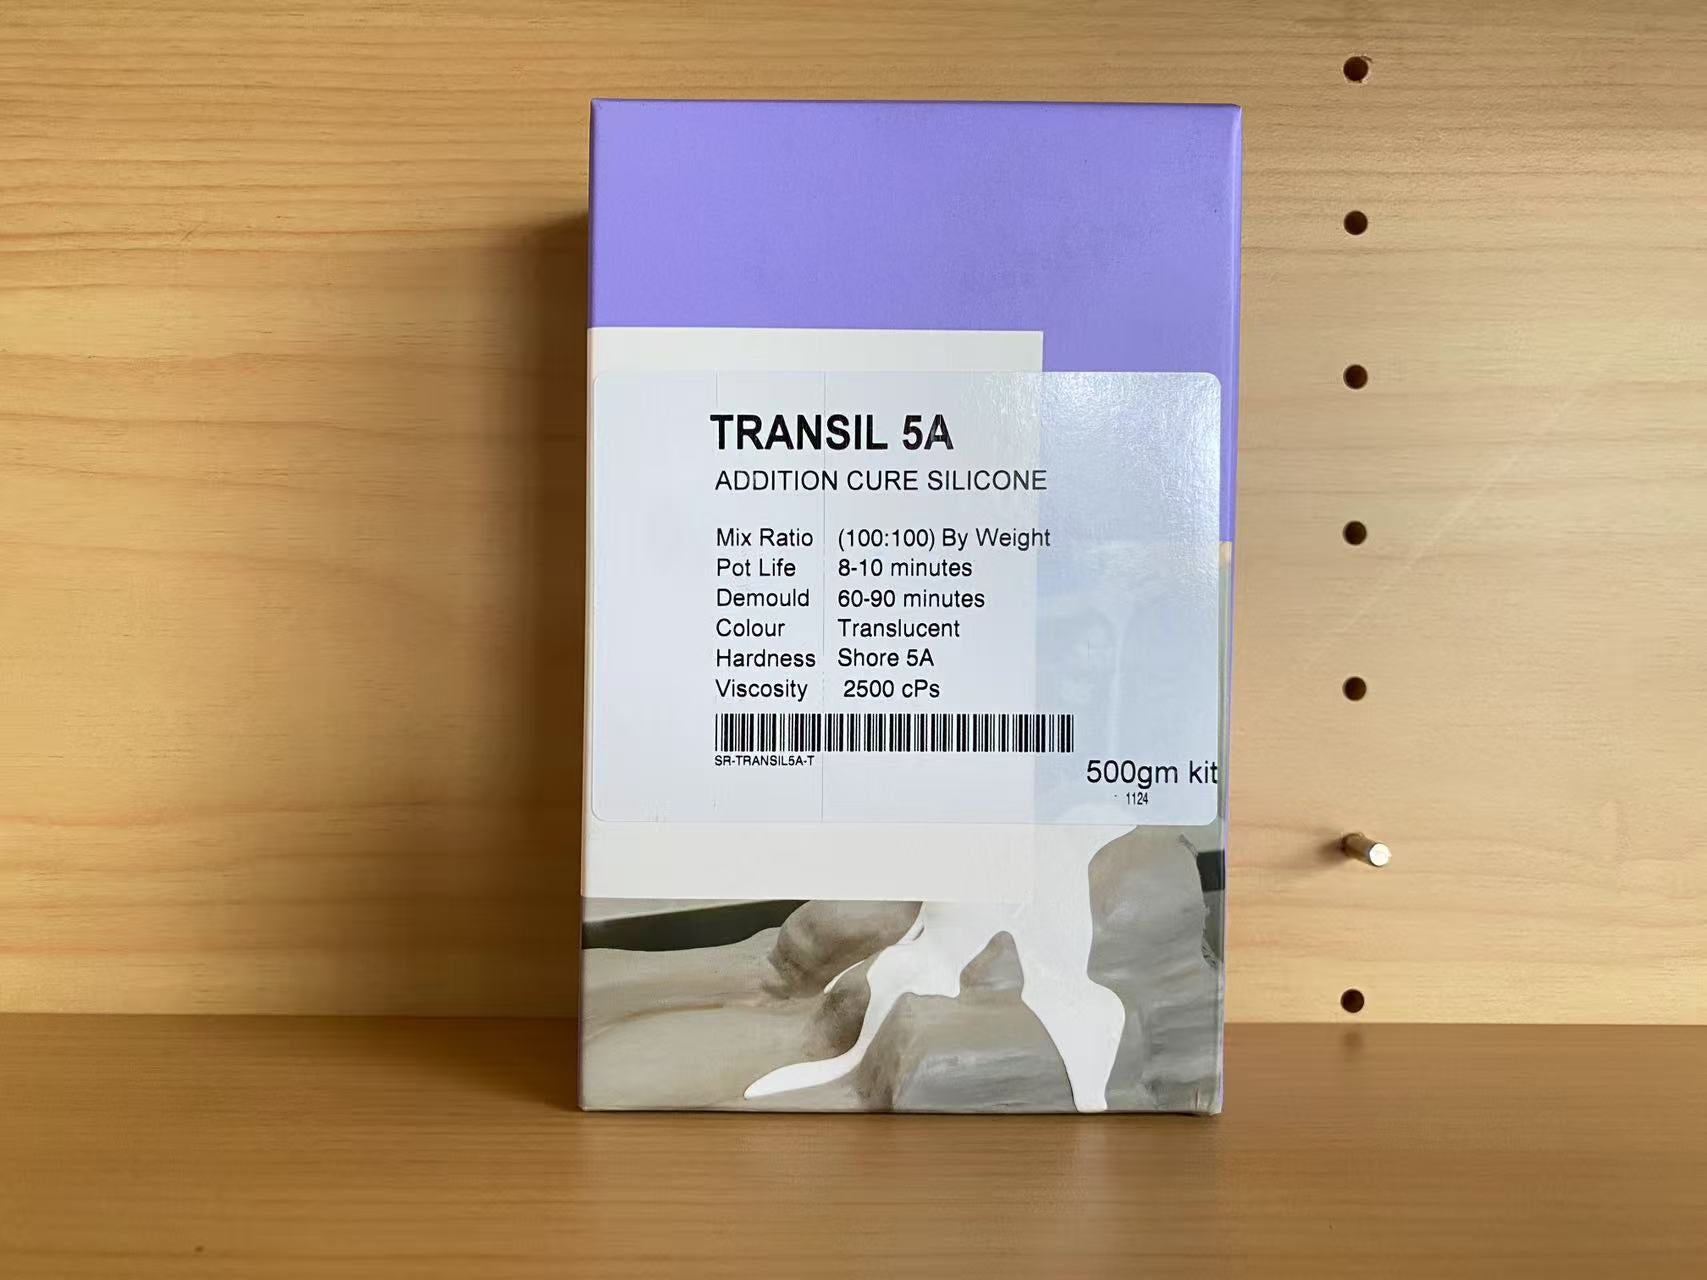 TRANSIL 5A
ADDITION CURE SILICONE
Mix Ratio (100:100) By Weight
Pot Life 8-10 minutes
Demould 60-90 minutes
Colour Translucent
Hardness Shore 5A
Viscosity 2500 cPs
SR-TRANSIL5A-T
500gm kit
1124